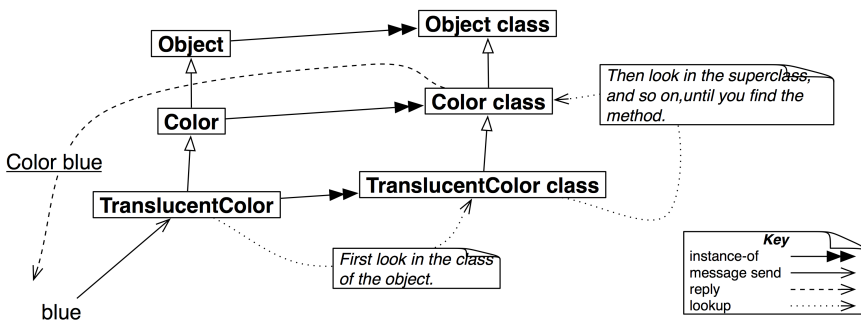 Object
Object class
Then look in the superclass,
and so on,until you find the
method.
Color
Color class
Color blue
TranslucentColor
TranslucentColor class
First look in the class
of the object.
blue
Key
instance-of
message send
reply
lookup